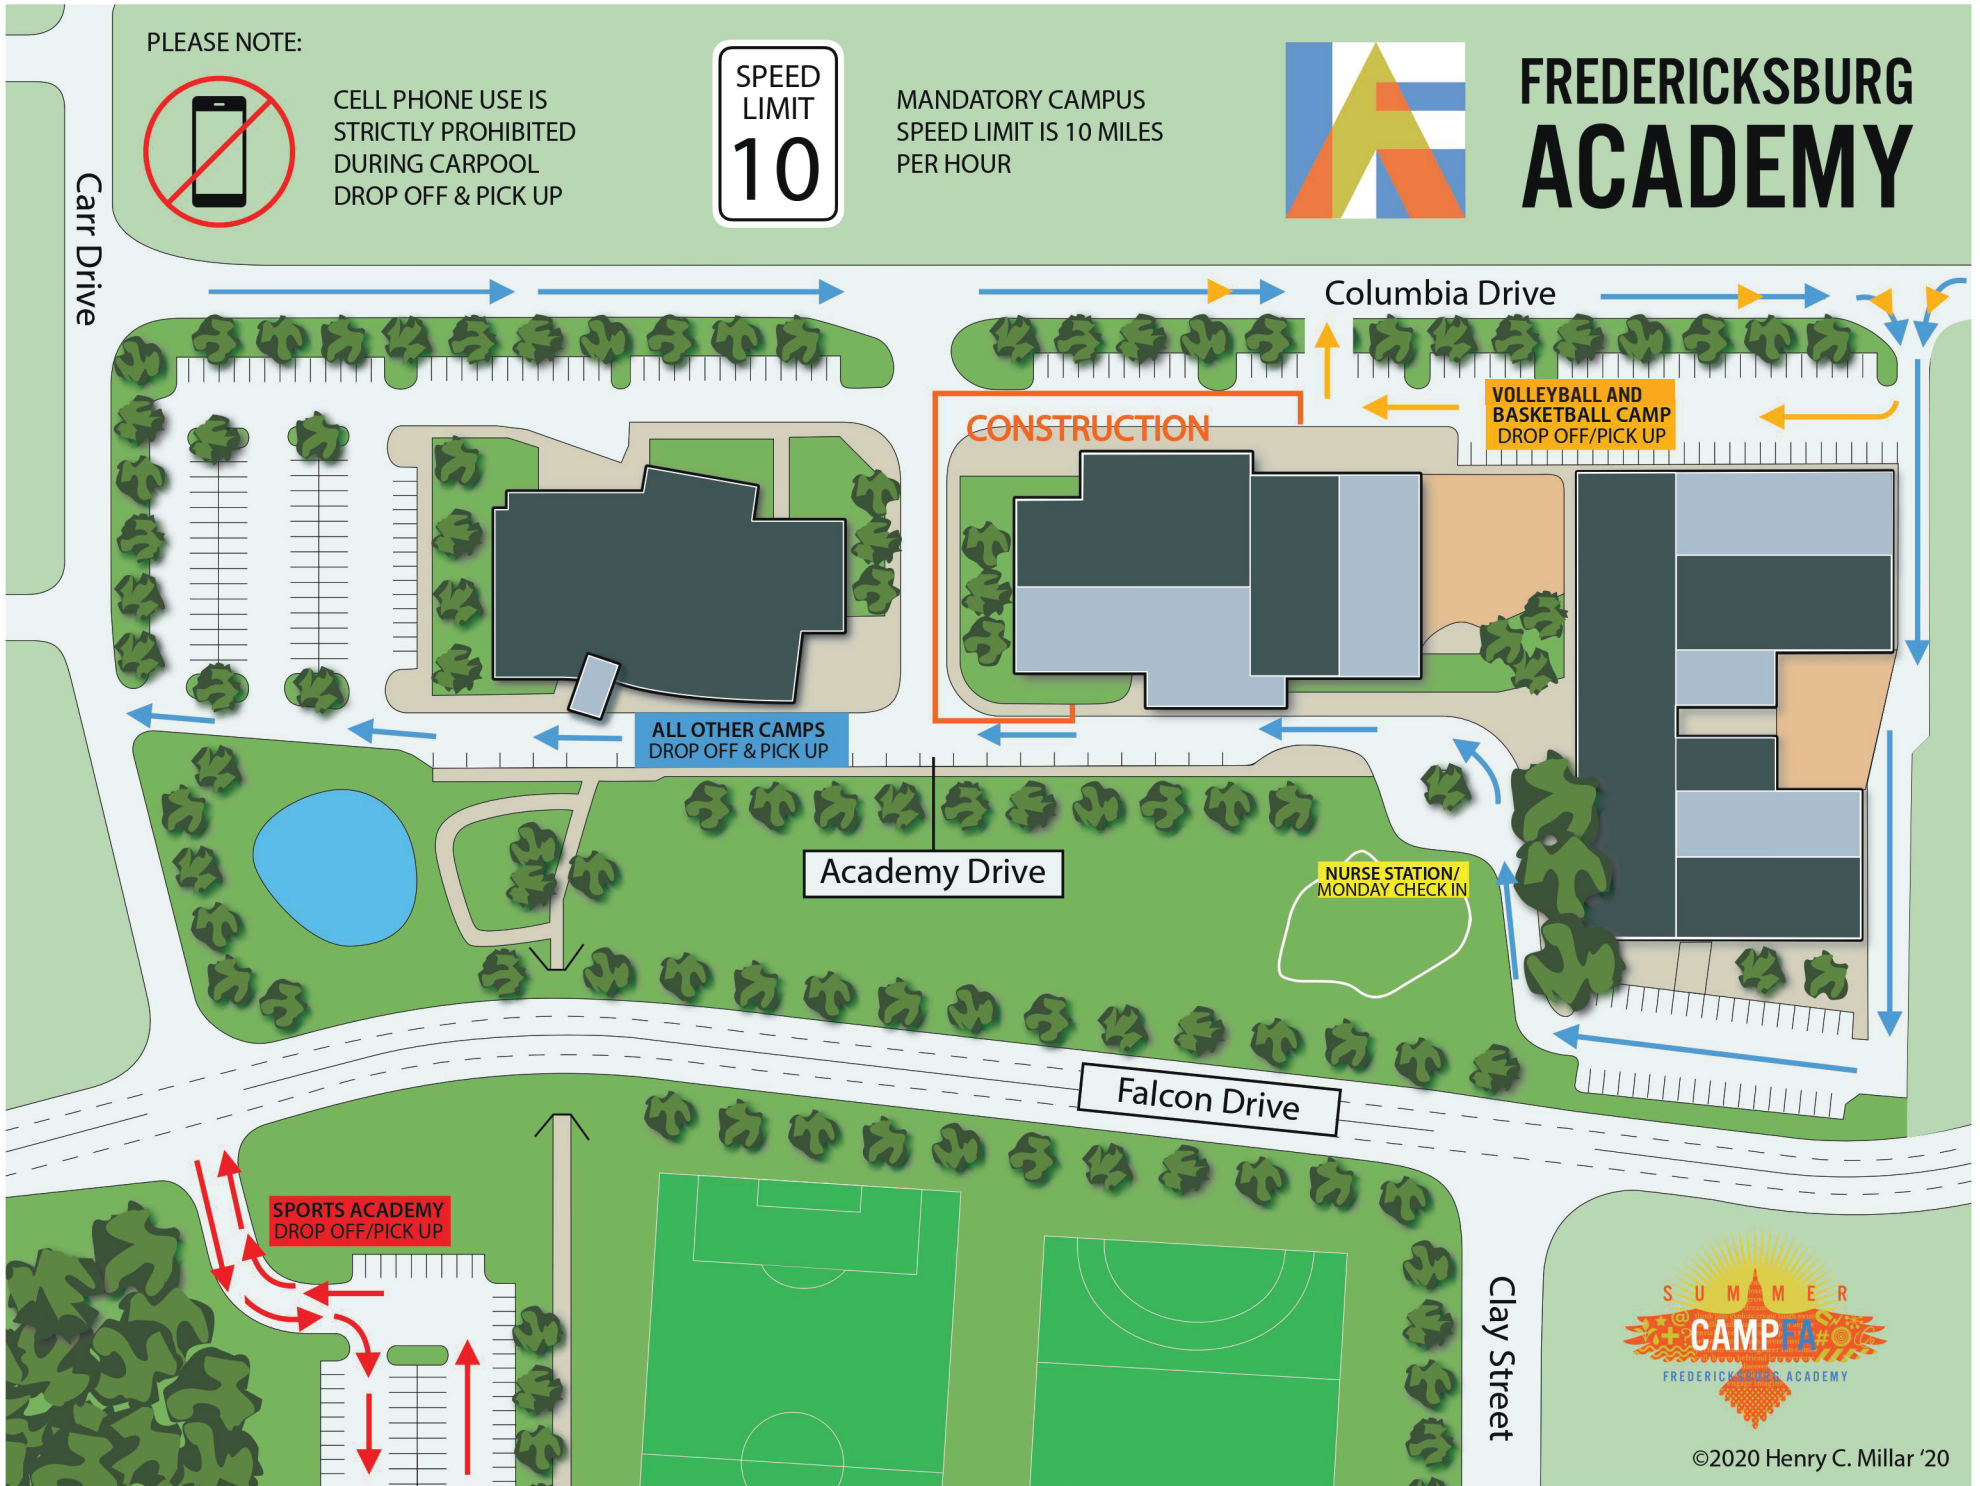 PLEASE NOTE:
CELL PHONE USE IS
STRICTLY PROHIBITED
DURING CARPOOL
DROP OFF & PICK UP
SPEED
LIMIT
10
MANDATORY CAMPUS
SPEED LIMIT IS 10 MILES
PER HOUR
FREDERICKSBURG
ACADEMY
Carr Drive
Columbia Drive
VOLLEYBALL AND
BASKETBALL CAMP
DROP OFF/PICK UP
CONSTRUCTION
ALL OTHER CAMPS
DROP OFF & PICK UP
Academy Drive
NURSE STATION/
MONDAY CHECK IN
Falcon Drive
SPORTS ACADEMY
DROP OFF/PICK UP
Clay Street
SUMMER
CAMPFA
FREDERICKSBURG ACADEMY
©2020 Henry C. Millar ‘20